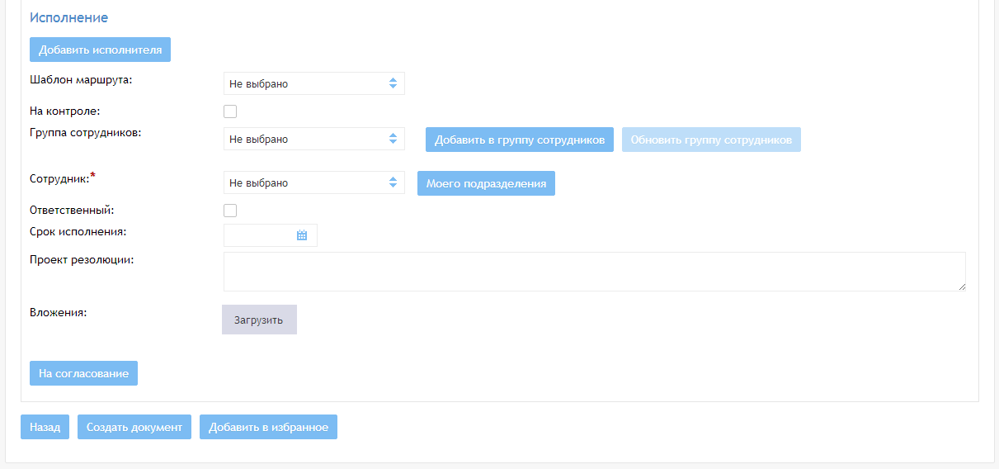 Исполнение
Добавить исполнителя
Шаблон маршрута: Не выбрано
На контроле:
Группа сотрудников: Не выбрано Добавить в группу сотрудников Обновить группу сотрудников
Сотрудник:* Не выбрано Моего подразделения
Ответственный:
Срок исполнения:
Проект резолюции:
Вложения: Загрузить
На согласование
Назад Создать документ Добавить в избранное